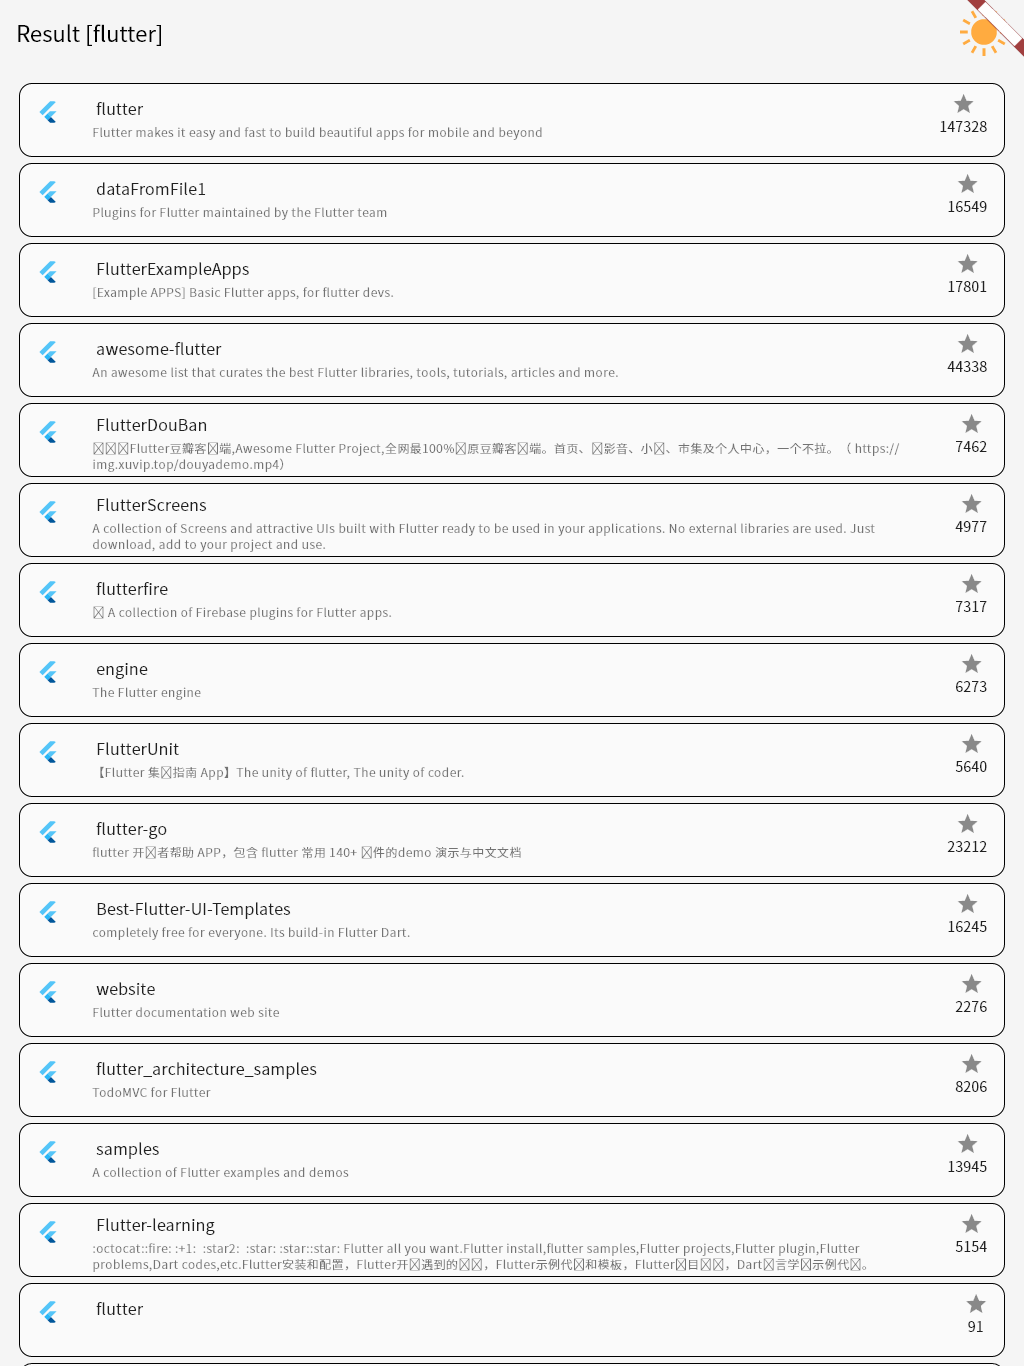 Result [flutter]
flutter
147328
Flutter makes it easy and fast to build beautiful apps for mobile and beyond
dataFromFile1
16549
Plugins for Flutter maintained by the Flutter team
FlutterExampleApps
17801
[Example APPS] Basic Flutter apps, for flutter devs.
awesome-flutter
44338
An awesome list that curates the best Flutter libraries, tools, tutorials, articles and more.
FlutterDouBan
7462
Flutter豆瓣客端,Awesome Flutter Project,全网最100%原豆瓣客端。首页、影音、小、市集及个人中心，一个不拉。（ https://
img.xuvip.top/douyademo.mp4）
FlutterScreens
4977
A collection of Screens and attractive UIs built with Flutter ready to be used in your applications. No external libraries are used. Just
download, add to your project and use.
flutterfire
7317
A collection of Firebase plugins for Flutter apps.
engine
6273
The Flutter engine
FlutterUnit
5640
【Flutter 集指南 App】The unity of flutter, The unity of coder.
flutter-go
23212
flutter 开者帮助 APP，包含 flutter 常用 140+ 件的demo 演示与中文文档
Best-Flutter-UI-Templates
16245
completely free for everyone. Its build-in Flutter Dart.
website
2276
Flutter documentation web site
flutter_architecture_samples
8206
TodoMVC for Flutter
samples
13945
A collection of Flutter examples and demos
Flutter-learning
5154
:octocat::fire: :+1: :star2: :star: :star::star: Flutter all you want.Flutter install,flutter samples,Flutter projects,Flutter plugin,Flutter
problems,Dart codes,etc.Flutter安装和配置，Flutter开遇到的，Flutter示例代和模板，Flutter目，Dart言学示例代。
flutter
91